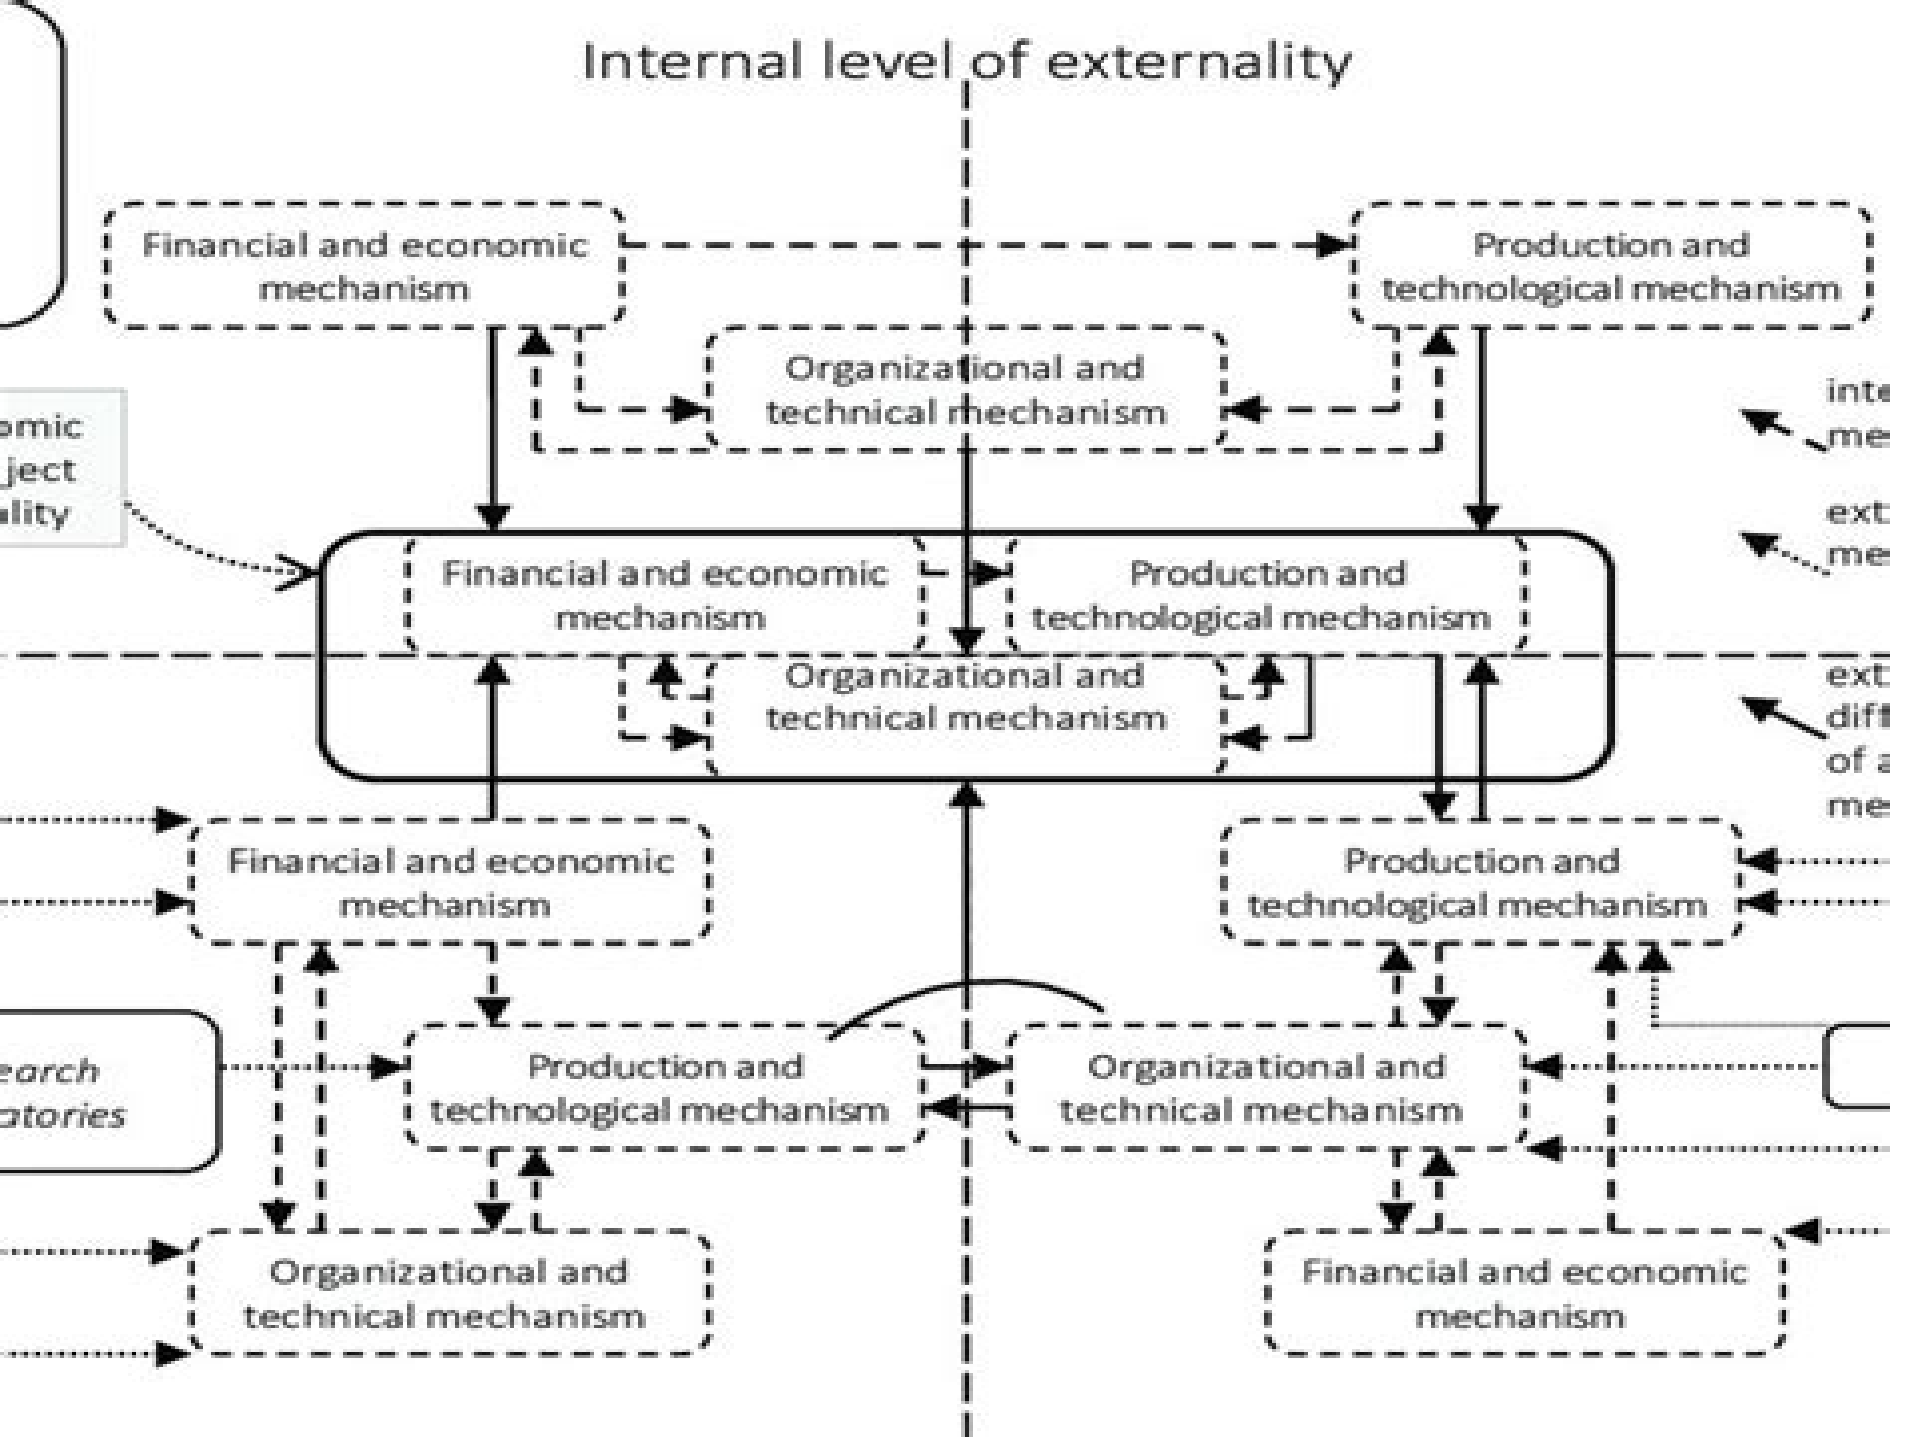 Internal level of externality
Financial and economic
mechanism
Production and
technological mechanism
Organizational and
technical mechanism
ject
Financial and economic
mechanism
Production and
technological mechanism
Organizational and
technical mechanism
of
Financial and economic
mechanism
Production and
technological mechanism
Production and
technological mechanism
Organizational and
technical mechanism
Organizational and
technical mechanism
Financial and economic
mechanism